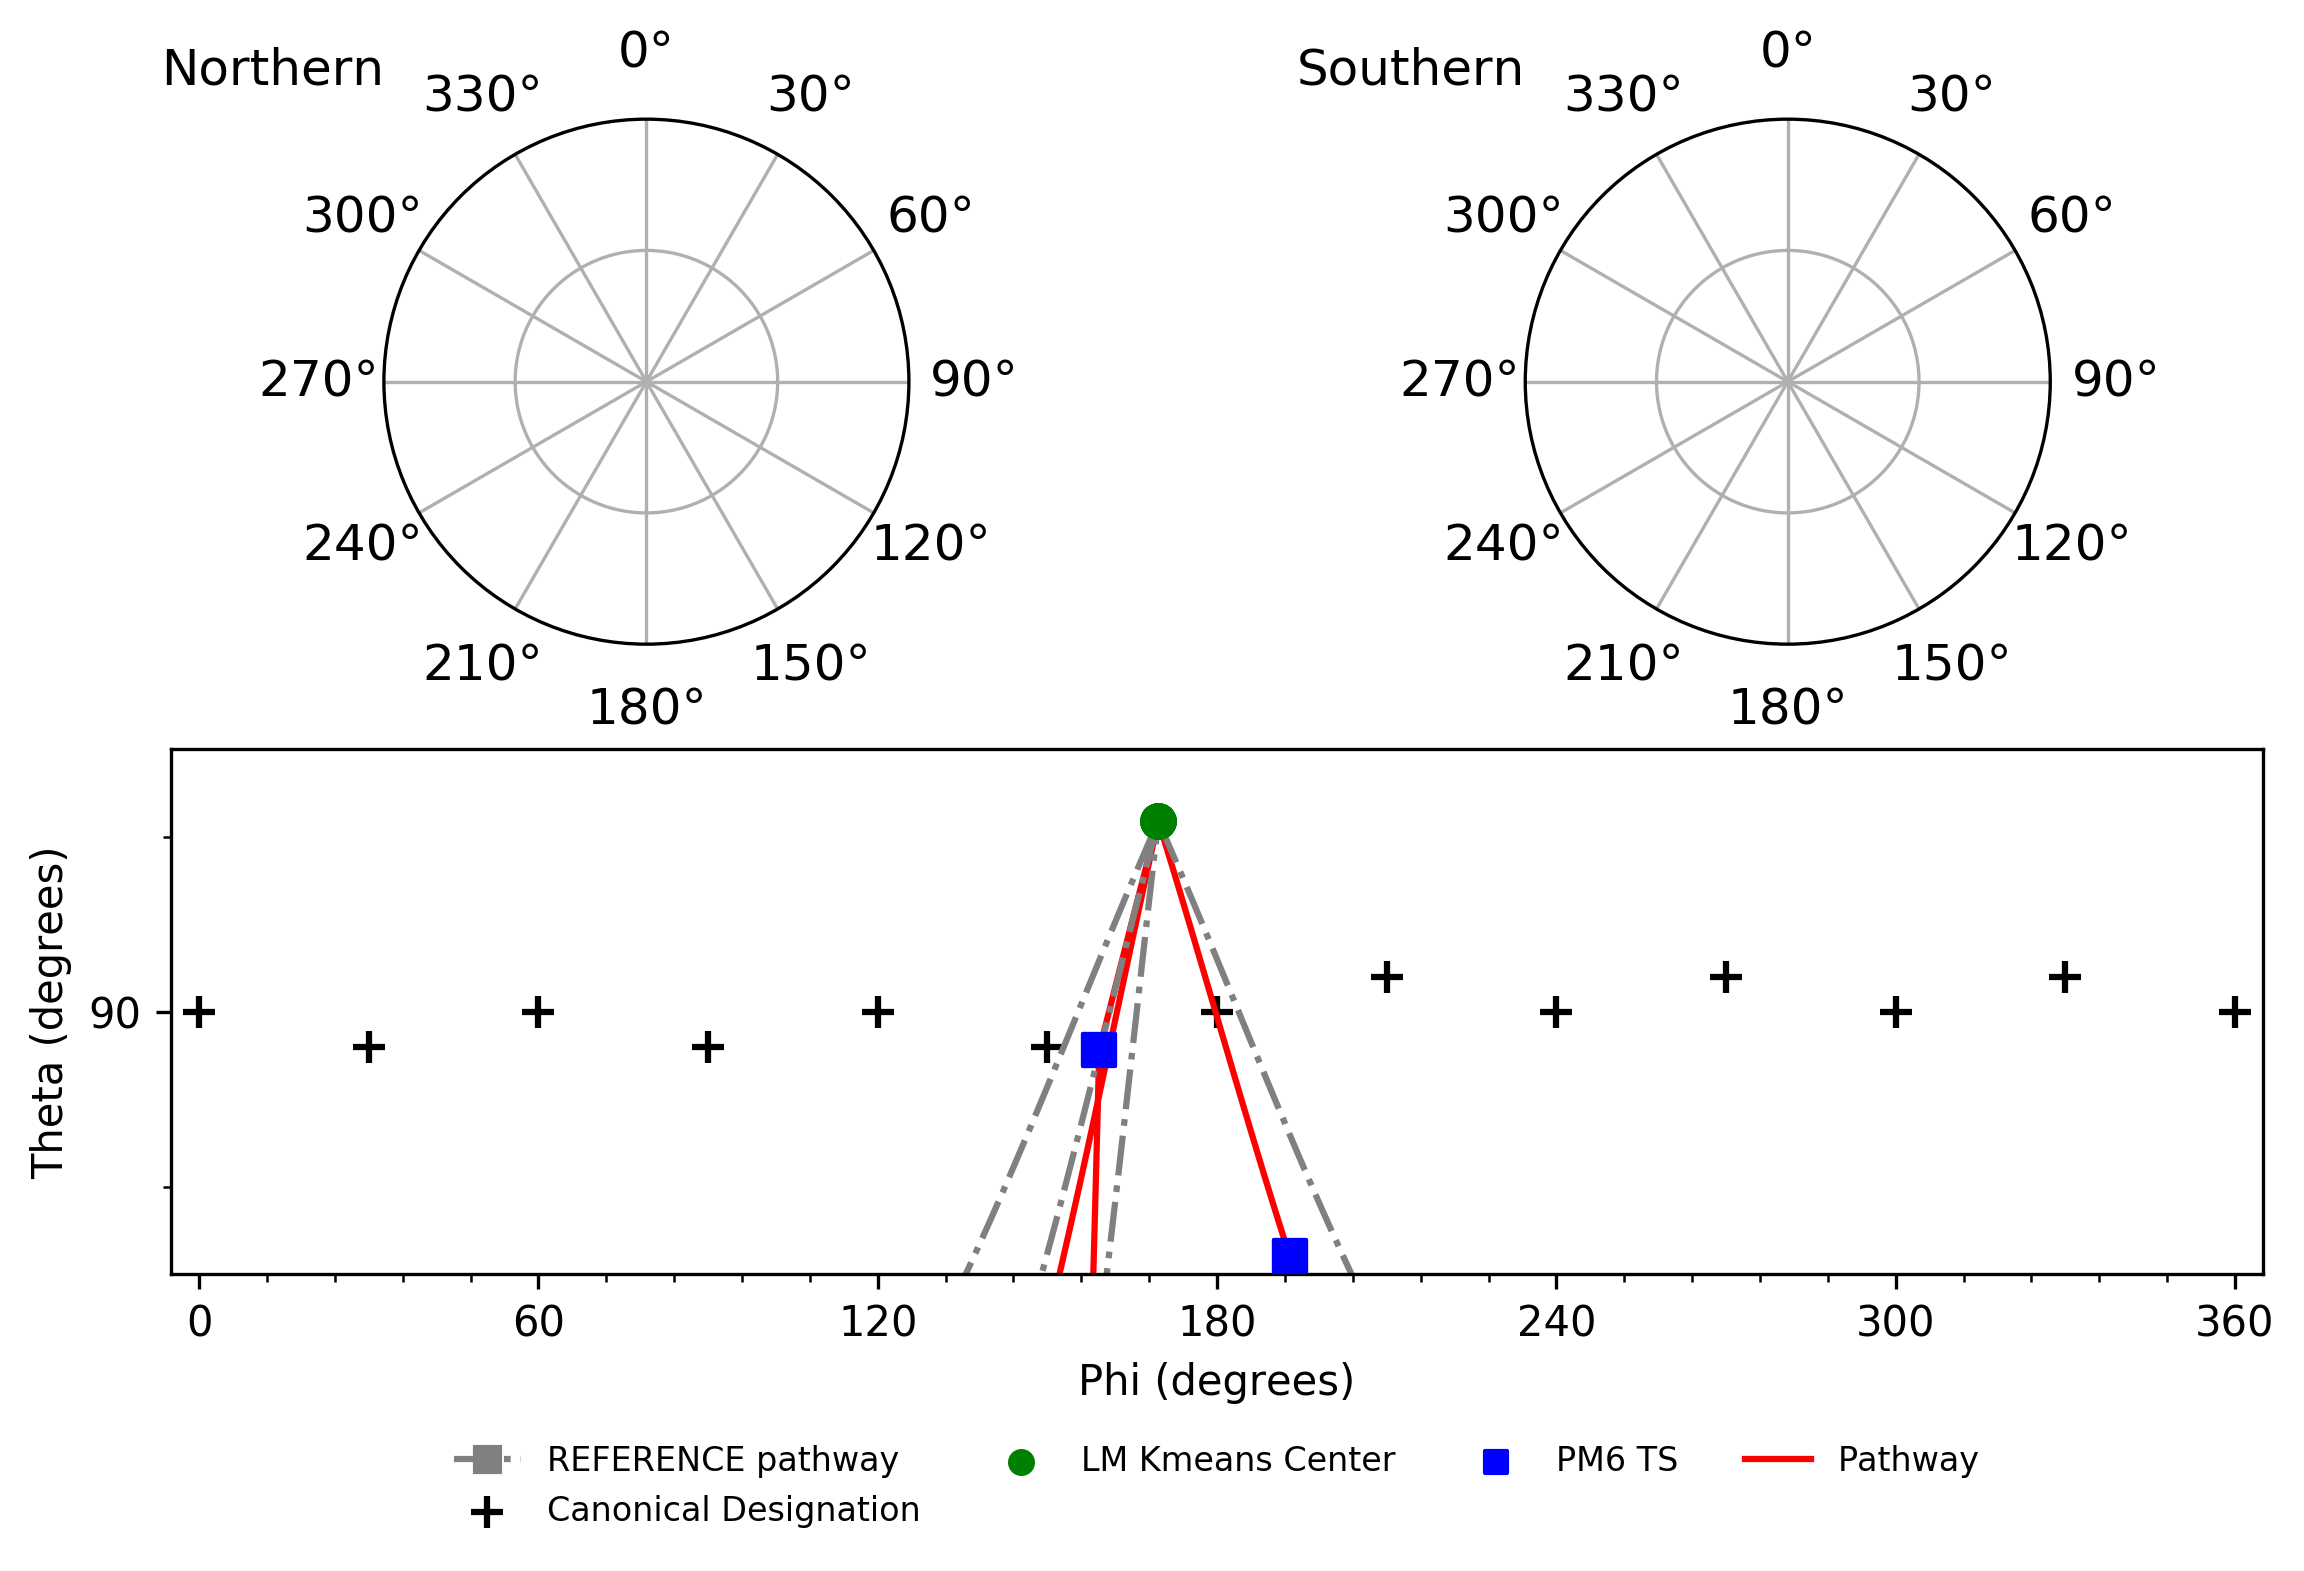 Northern
0°
330°
30°
300°
60°
270°
90°
240°
120°
210°
150°
180°
Southern
0°
330°
30°
300°
60°
270°
90°
240°
120°
210°
150°
180°
Theta (degrees)
90
0 60 120 180 240 300 360
Phi (degrees)
REFERENCE pathway
Canonical Designation
LM Kmeans Center
PM6 TS
Pathway